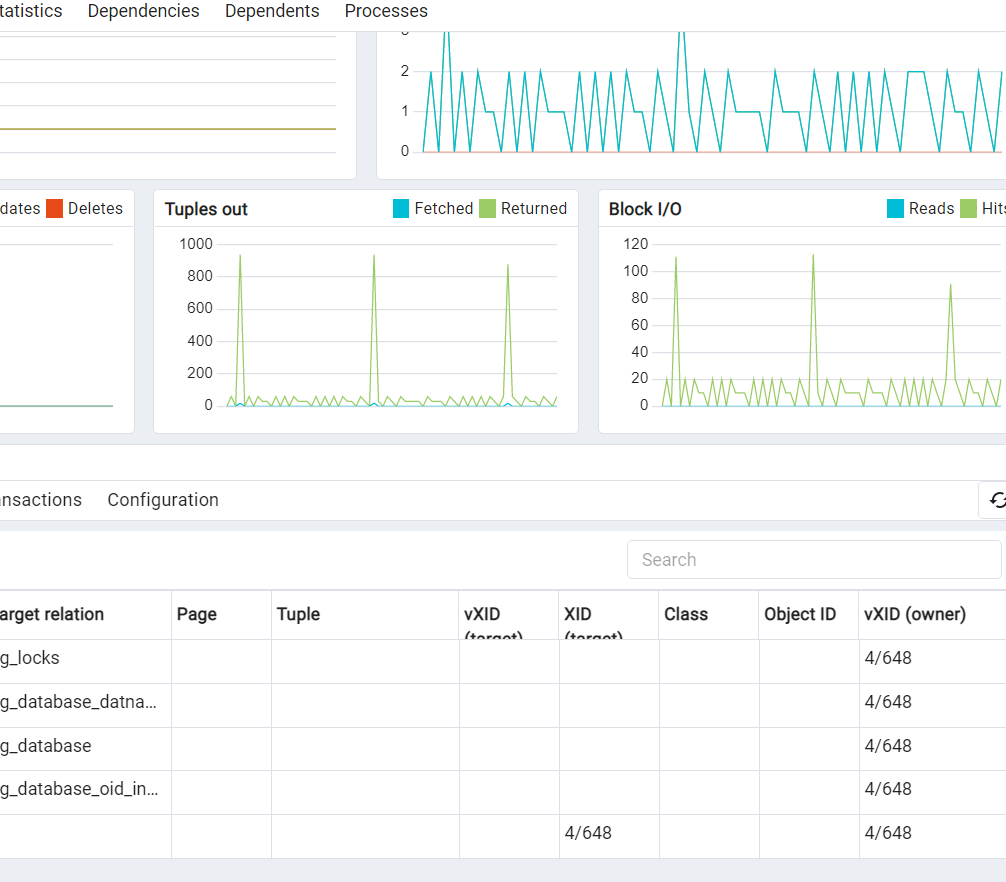 tatistics Dependencies Dependents Processes
2
1
0
dates Deletes
Tuples out Fetched Returned
1000
800
600
400
200
0
Block I/O Reads Hits
120
100
80
60
40
20
0
ansactions Configuration
Search
arget relation Page Tuple vXID (target) XID (target) Class Object ID vXID (owner)
g_locks 4/648
g_database_datna... 4/648
g_database 4/648
g_database_oid_in... 4/648
4/648 4/648